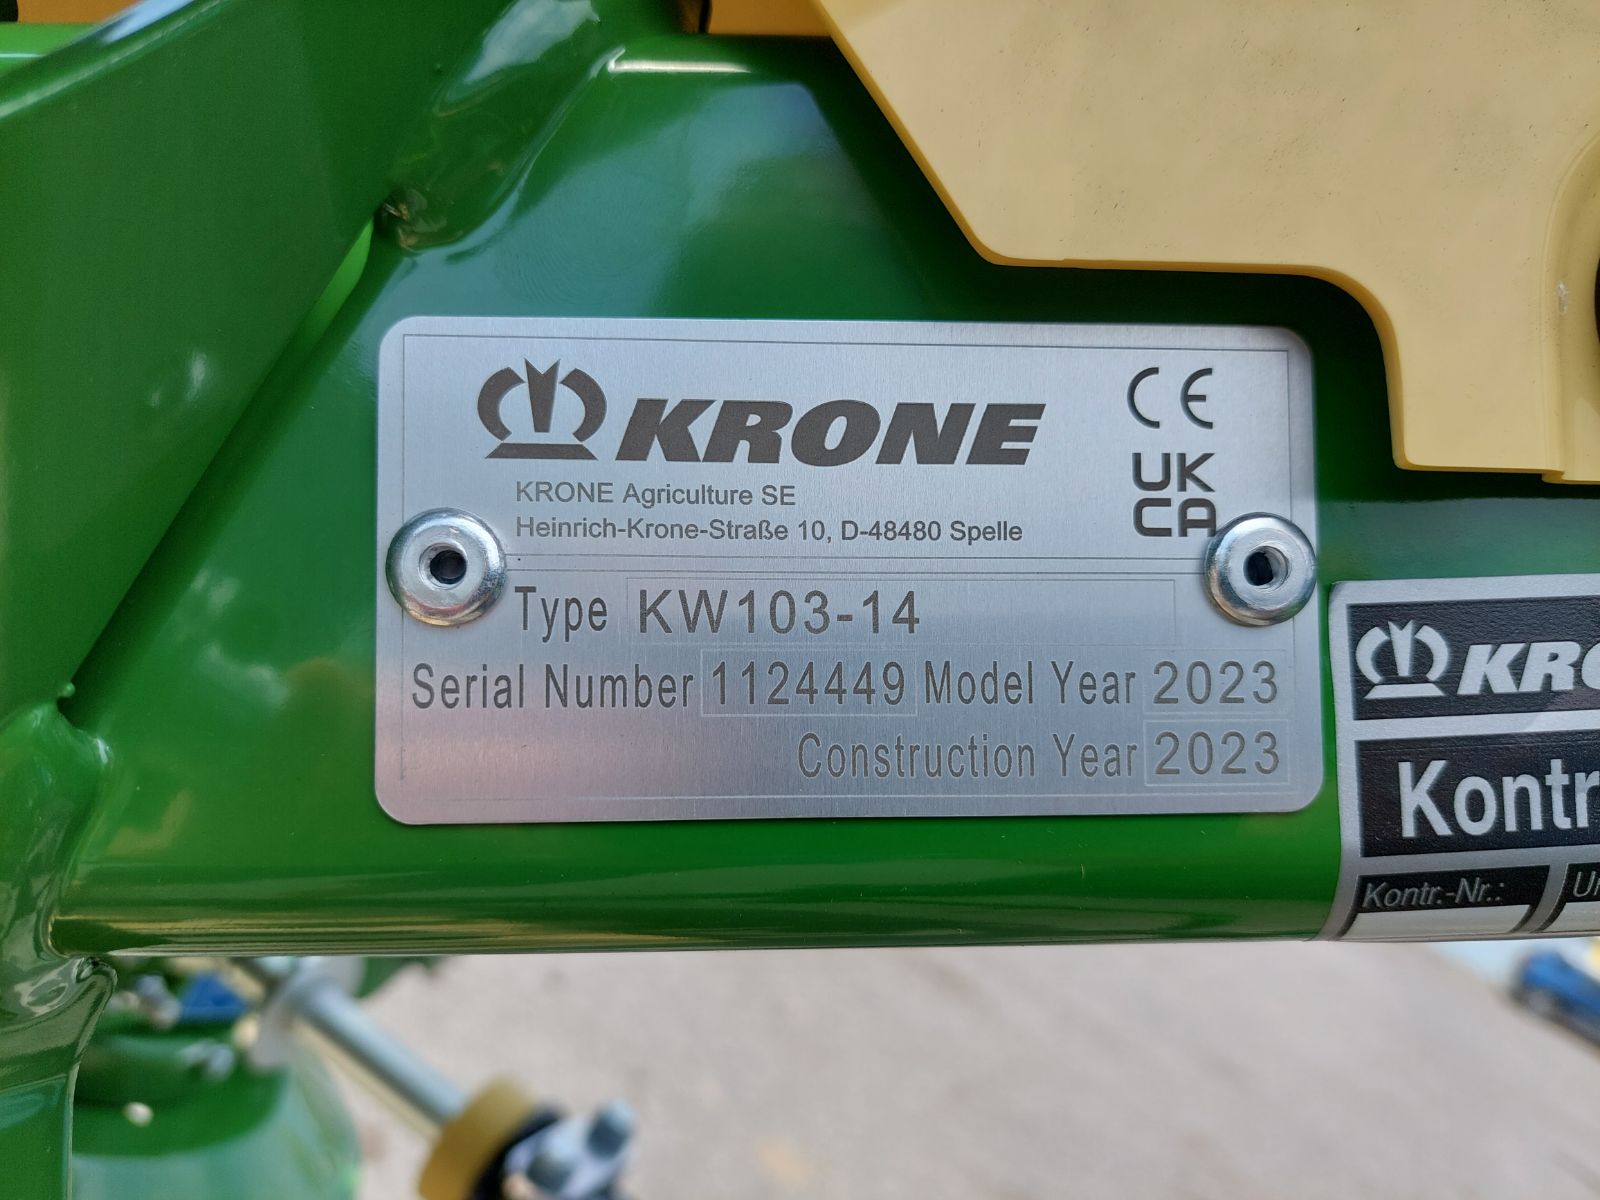 KRONE
CE
UK
CA
KRONE Agriculture SE
Heinrich-Krone-Straße 10, D-48480 Spelle
Type KW103-14
Serial Number 1124449 Model Year 2023
Construction Year 2023
Kontr.-Nr.: